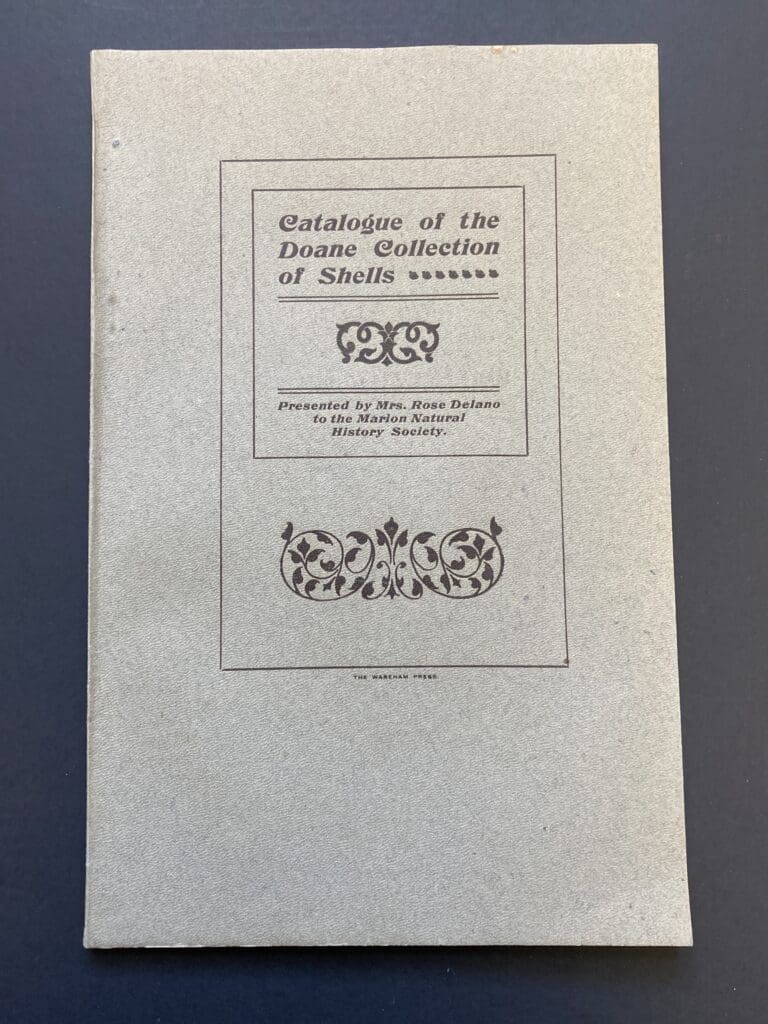 Catalogue of the
Doane Collection
of Shells
Presented by Mrs. Rose Delano
to the Marion Natural
History Society.
THE WAREHAM PRESS.